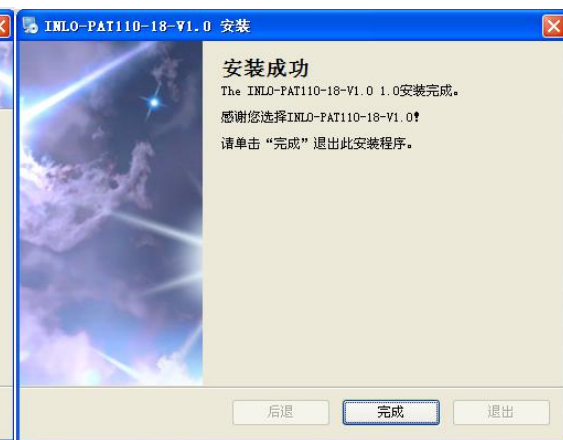 INLO-PAT110-18-V1.0 安装
安装成功
The INLO-PAT110-18-V1.0 1.0安装完成。
感谢您选择INLO-PAT110-18-V1.0!
请单击“完成”退出此安装程序。
后退
完成
退出